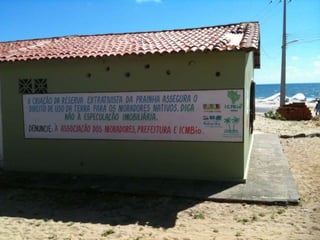 A CRIAÇÃO DA RESERVA EXTRATIVISTA DA PRAINHA ASSEGURA O
DIREITO DE USO DA TERRA PARA OS MORADORES NATIVOS. DIGA
NÃO À ESPECULAÇÃO IMOBILIÁRIA.
DENUNCIE: A ASSOCIAÇÃO DOS MORADORES, PREFEITURA E ICMBio.